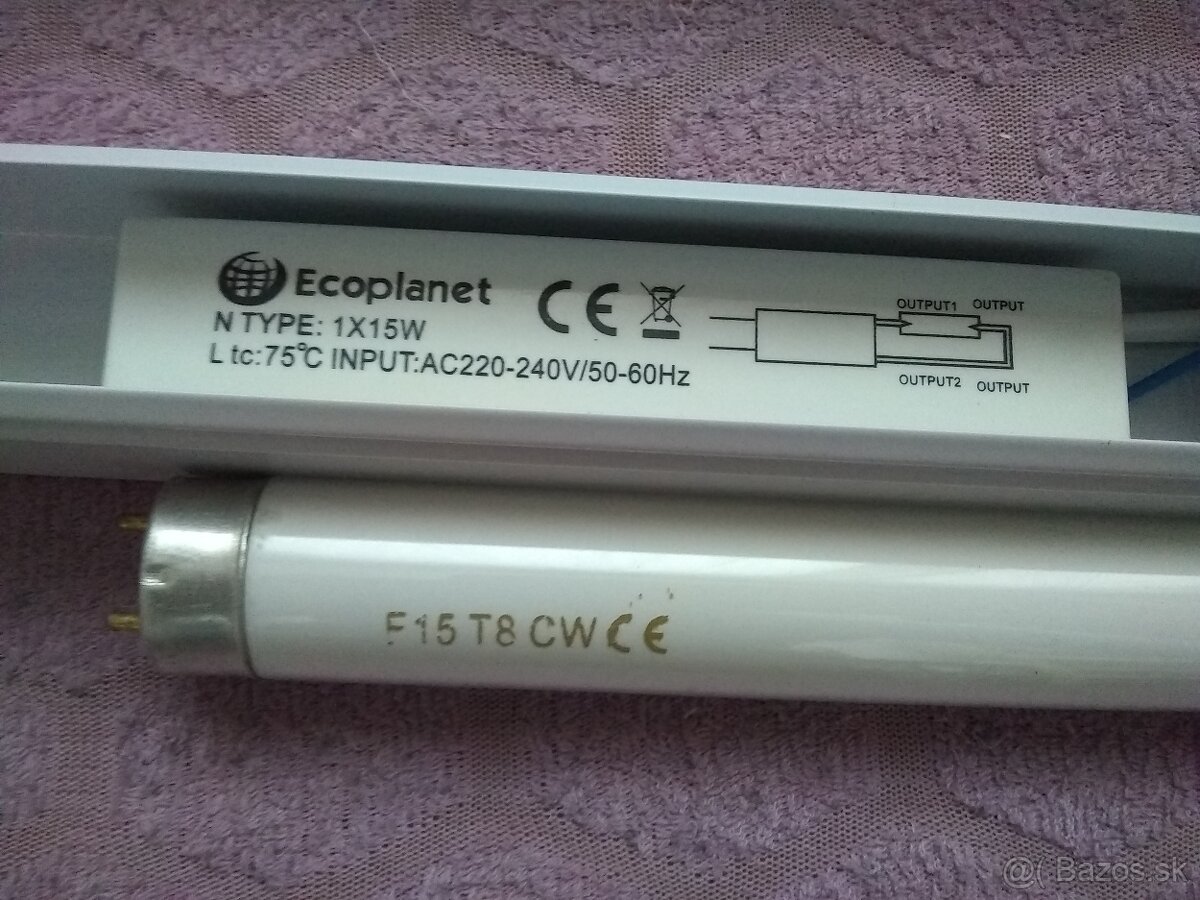 Ecoplanet CE
N TYPE: 1X15W
L tc:75°C INPUT:AC220-240V/50-60Hz
OUTPUT1 OUTPUT
OUTPUT2 OUTPUT
F15 T8 CW CE
@( Bazos.sk